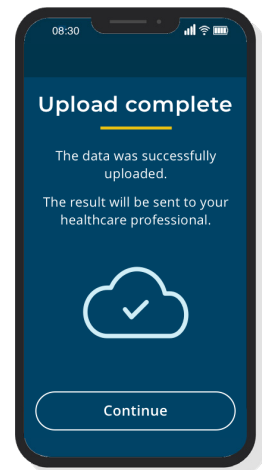 08:30
Upload complete
The data was successfully
uploaded.
The result will be sent to your
healthcare professional.
Continue